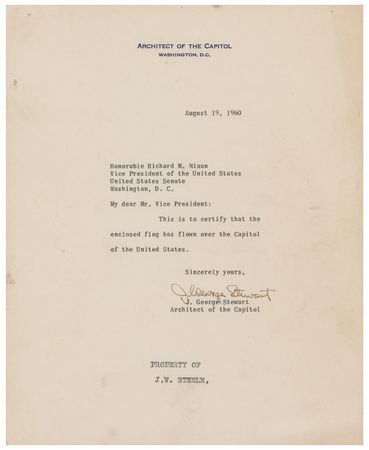 ARCHITECT OF THE CAPITOL
WASHINGTON, D.C.
August 19, 1960
Honorable Richard M. Nixon
Vice President of the United States
United States Senate
Washington, D. C.
My dear Mr. Vice President:
This is to certify that the
enclosed flag has flown over the Capitol
of the United States.
Sincerely yours,
J. George Stewart
J. George Stewart
Architect of the Capitol
PROPERTY OF
J.W. STEELE,